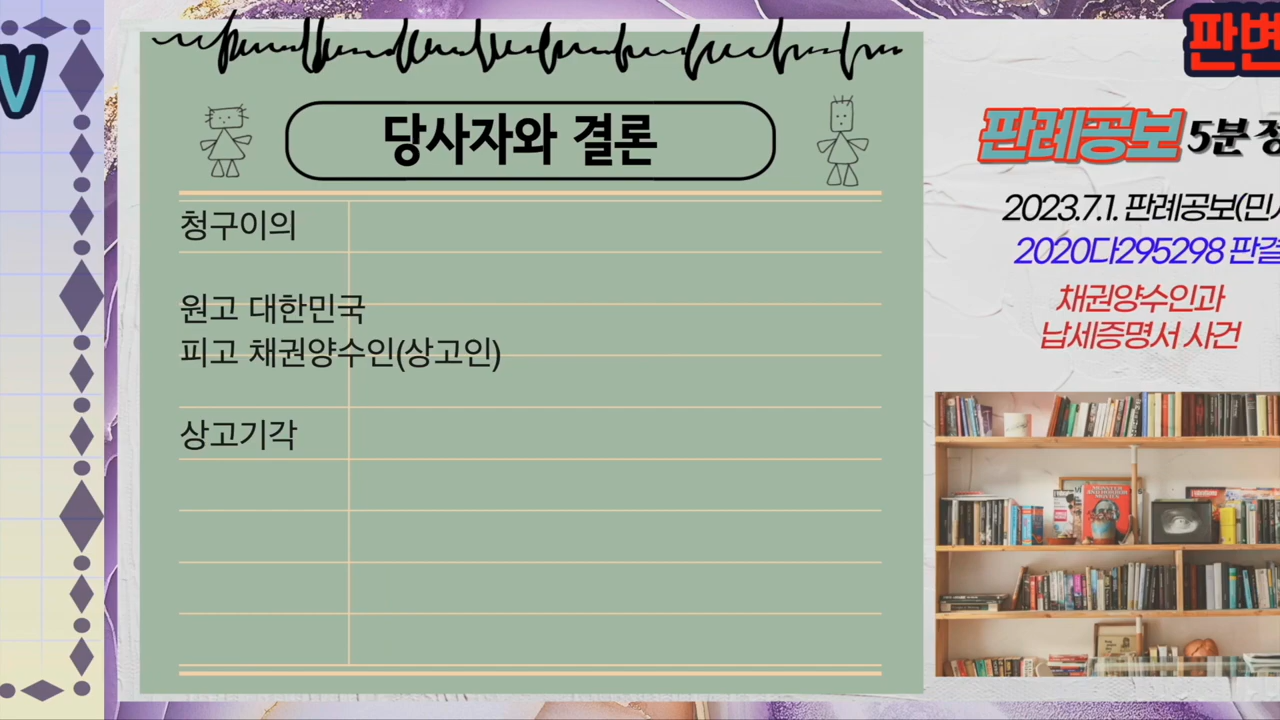 V
당사자와 결론
청구이의
원고 대한민국
피고 채권양수인(상고인)
상고기각
판변
판례공보 5분
2023.7.1. 판례공보(민사
2020다295298 판결
채권양수인과
납세증명서 사건